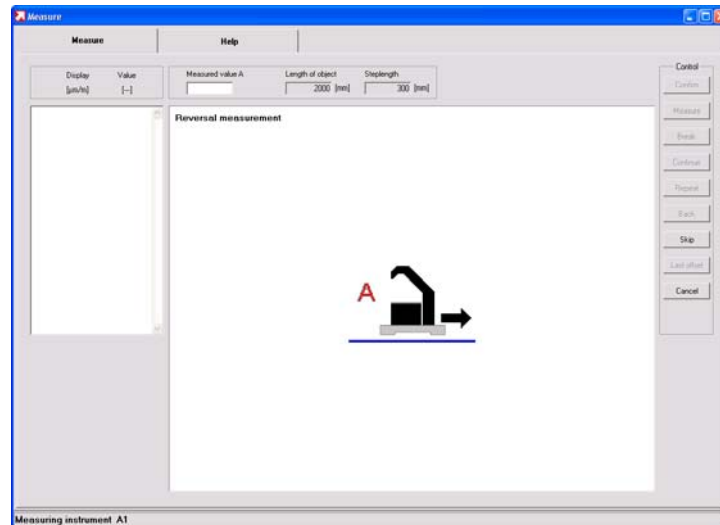 Measure
Measure
Help
Display
Value
[µm/m]
[--]
Measured value A
Length of object
2000 [mm]
Steplength
300 [mm]
Reversal measurement
A
Control
Confirm
Measure
Break
Continue
Repeat
Back
Skip
Last offset
Cancel
Measuring instrument A1